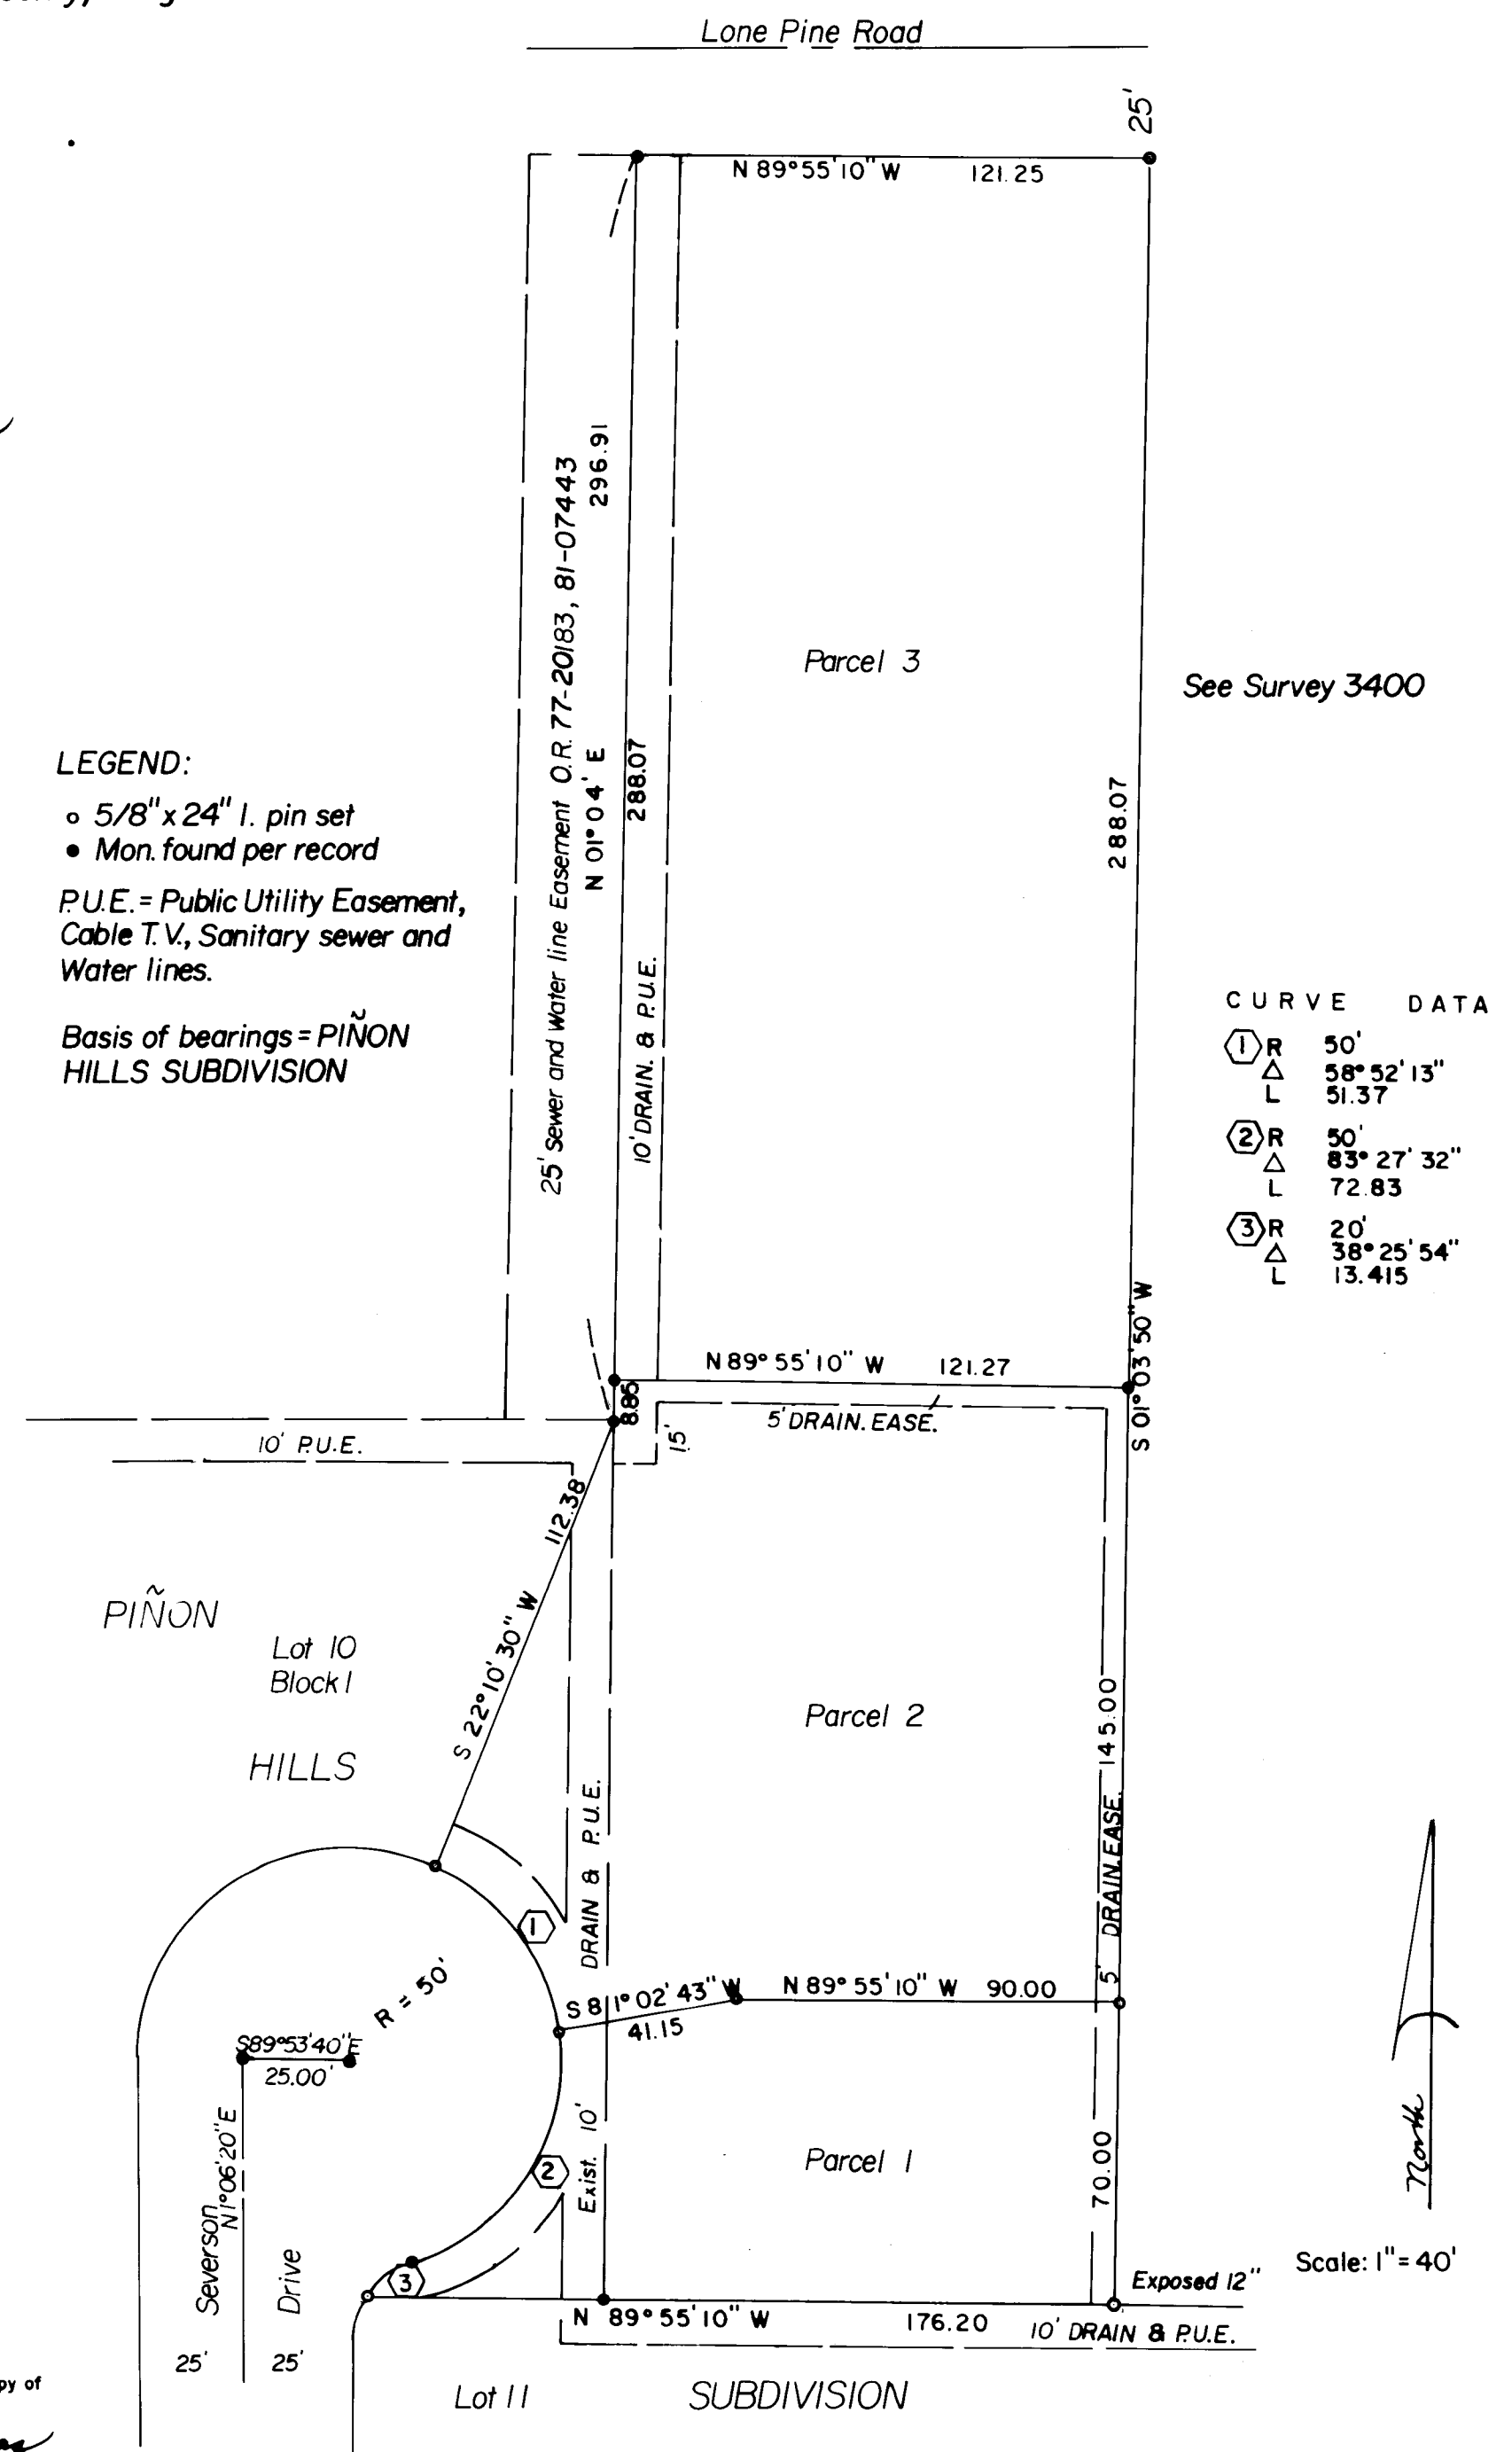 Lone Pine Road
25'
N 89°55'10" W 121.25
25' Sewer and Water line Easement O.R. 77-20183, 81-07443
N 01°04' E 296.91
288.07
10' DRAIN. & P.U.E.
Parcel 3
288.07
See Survey 3400
LEGEND:
o 5/8" x 24" I. pin set
• Mon. found per record
P.U.E. = Public Utility Easement,
Cable T.V., Sanitary sewer and
Water lines.
Basis of bearings = PIÑON
HILLS SUBDIVISION
CURVE DATA
1 R 50'
△ 58°52'13"
L 51.37
2 R 50'
△ 83°27'32"
L 72.83
3 R 20'
△ 38°25'54"
L 13.415
S 01°03'50" W
N 89°55'10" W 121.27
8.85
15'
5' DRAIN. EASE.
10' P.U.E.
112.38
S 22°10'30" W
PIÑON
Lot 10
Block 1
HILLS
Parcel 2
145.00
5' DRAIN. EASE.
DRAIN & P.U.E.
1
R = 50'
S 81°02'43" W
41.15
N 89°55'10" W 90.00
S89°53'40"E
25.00'
N1°06'20"E
Severson
Drive
25' 25'
2
Exist. 10'
Parcel 1
70.00
3
North
Scale: 1" = 40'
Exposed 12"
N 89°55'10" W 176.20
10' DRAIN & P.U.E.
Lot 11
SUBDIVISION
of